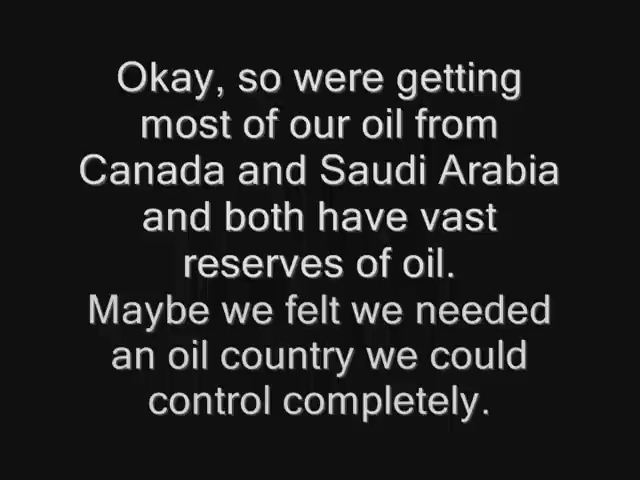 Okay, so were getting
most of our oil from
Canada and Saudi Arabia
and both have vast
reserves of oil.
Maybe we felt we needed
an oil country we could
control completely.